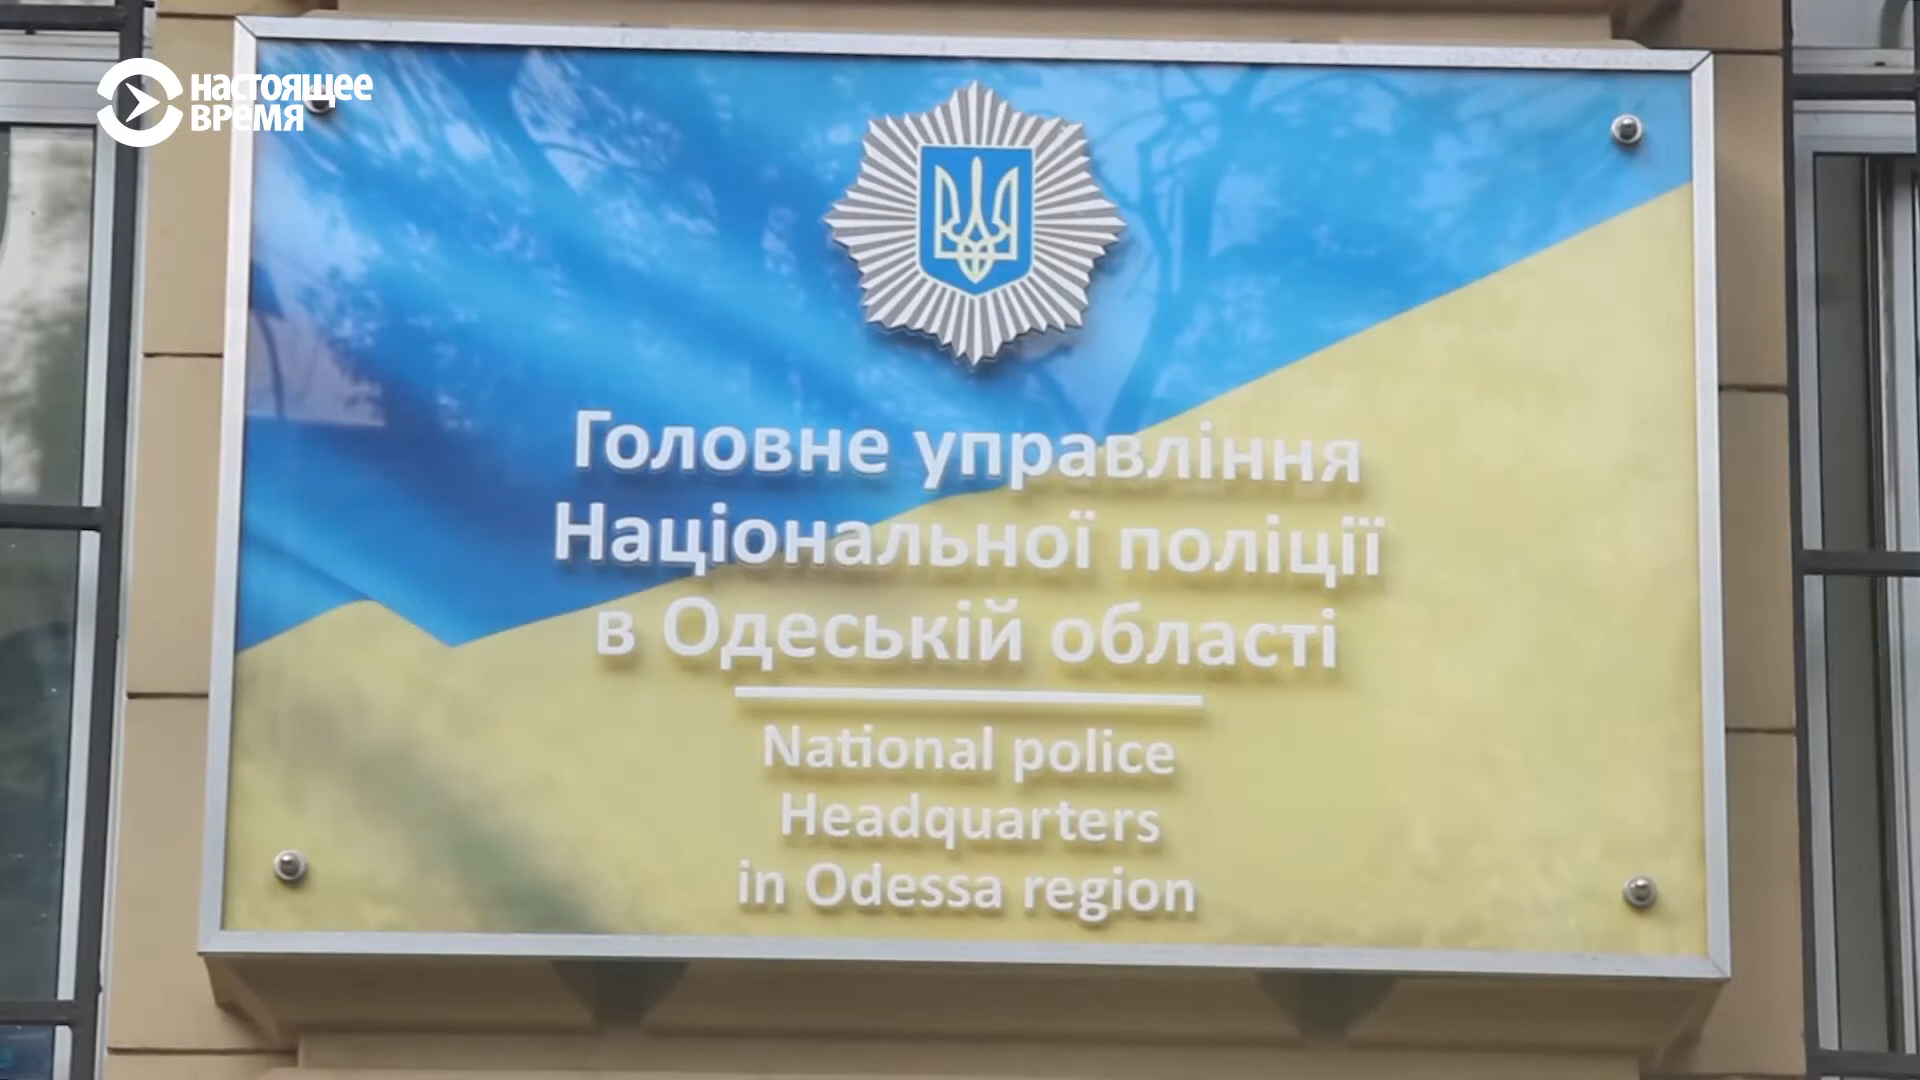 НАСТОЯЩЕЕ
ВРЕМЯ
Головне управління
Національної поліції
в Одеській області
National police
Headquarters
in Odessa region